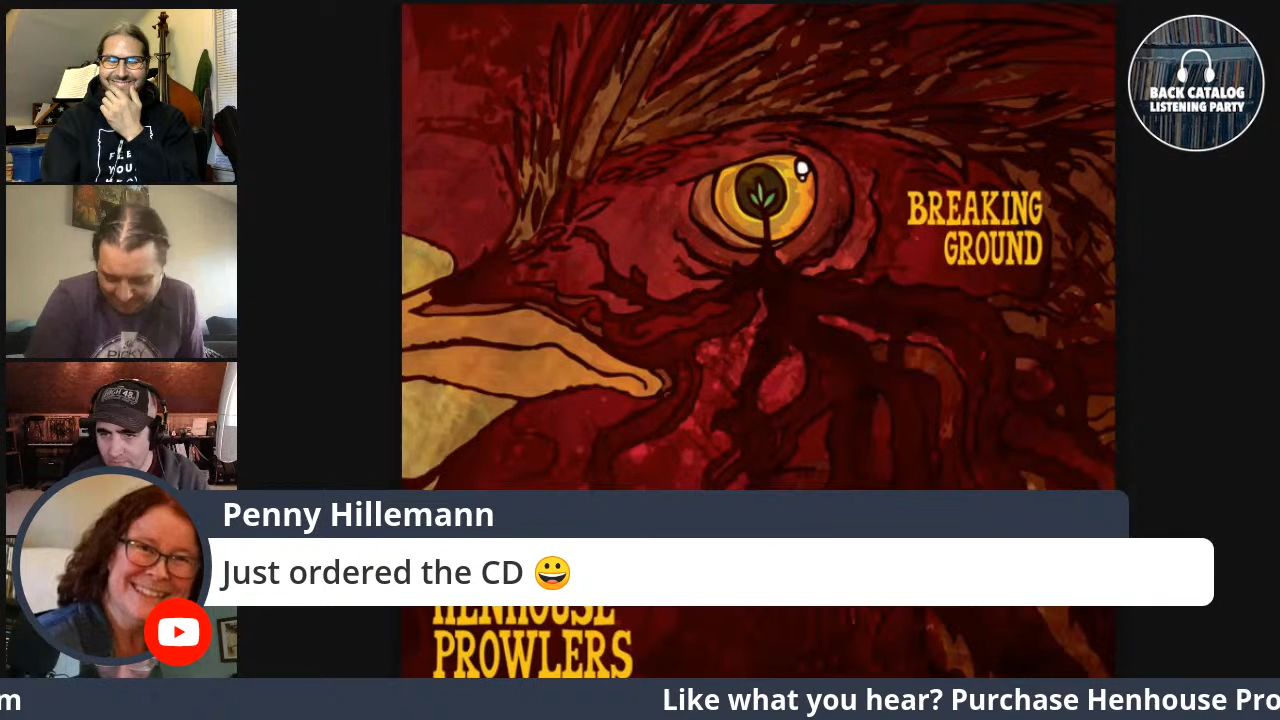 BACK CATALOG
LISTENING PARTY
BREAKING
GROUND
Penny Hillemann
Just ordered the CD 😀
HENHOUSE
PROWLERS
m
Like what you hear? Purchase Henhouse Pro